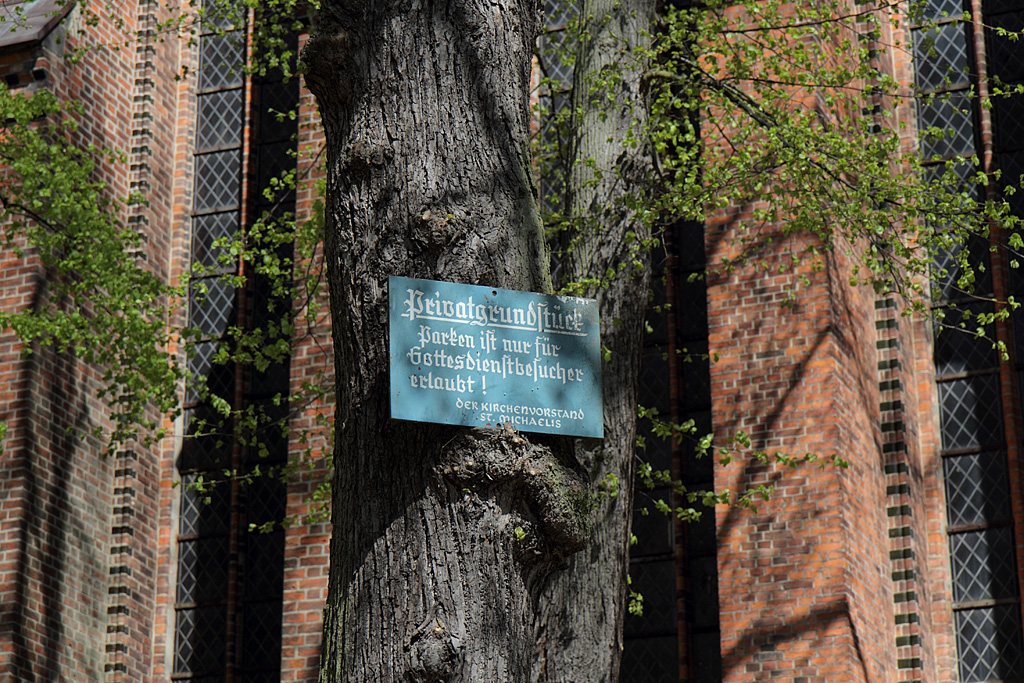 Privatgrundstück
Parken ist nur für
Gottesdienstbesucher
erlaubt !
DER KIRCHENVORSTAND
ST. MICHAELIS